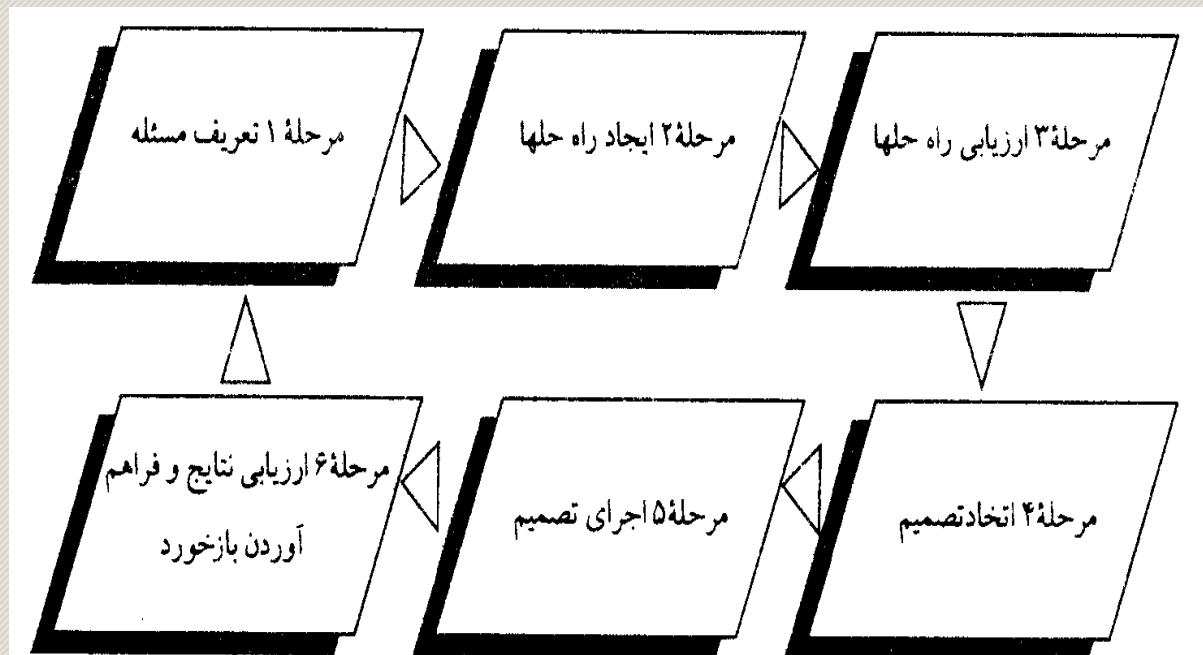 مرحلهٔ ۱ تعریف مسئله
مرحلهٔ۲ ایجاد راه حلها
مرحلهٔ۳ ارزیابی راه حلها
مرحلهٔ۴ اتخادتصمیم
مرحلهٔ۵ اجرای تصمیم
مرحلهٔ۶ ارزیابی نتایج و فراهم
آوردن بازخورد